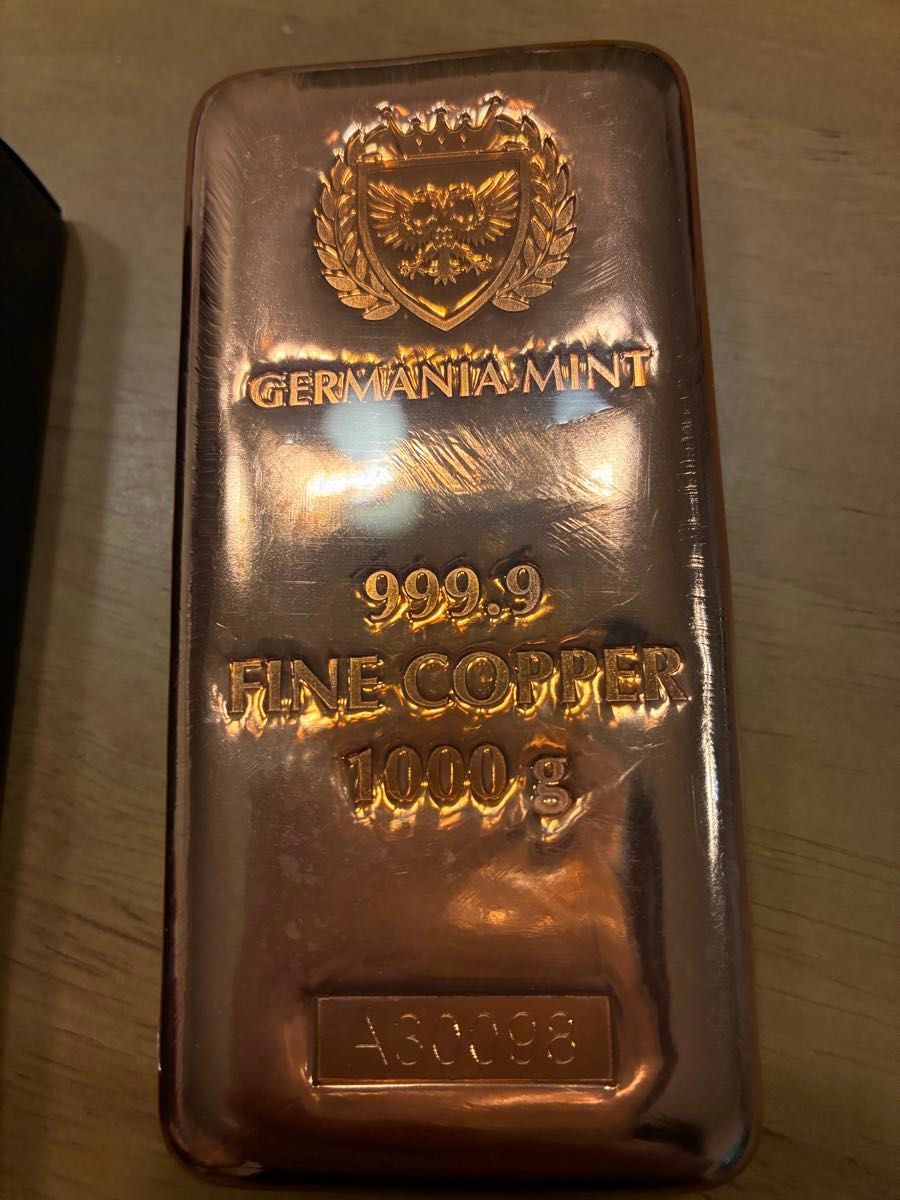 GERMANIA MINT
999.9
FINE COPPER
1000 g
A30098